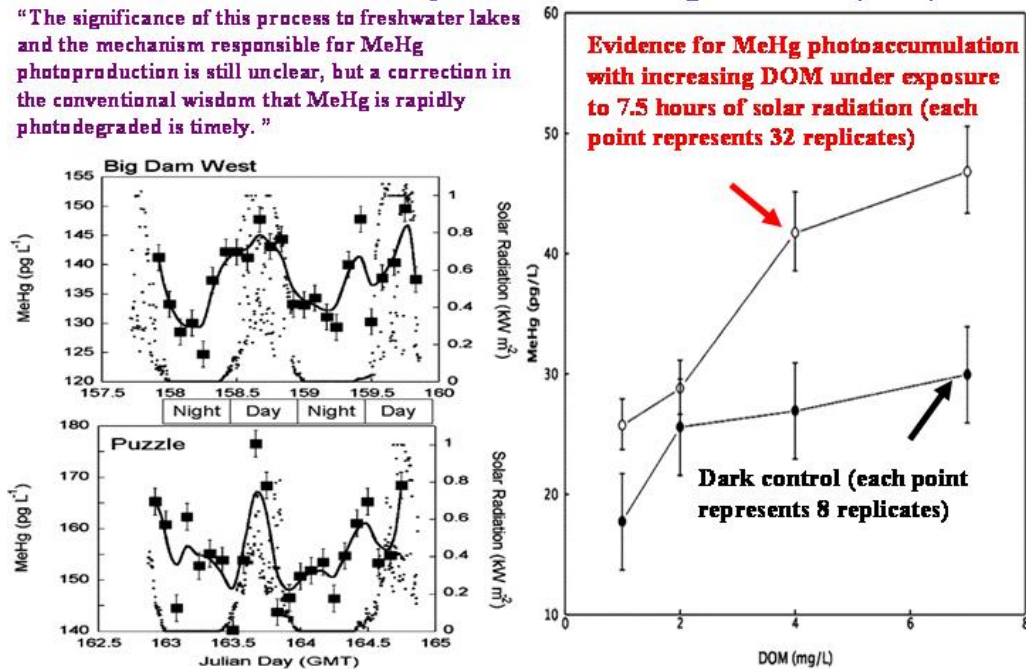 “The significance of this process to freshwater lakes
and the mechanism responsible for MeHg
photoproduction is still unclear, but a correction in
the conventional wisdom that MeHg is rapidly
photodegraded is timely. ”
Big Dam West
MeHg (pg L⁻¹)
155
150
145
140
135
130
125
120
Solar Radiation (kW m⁻²)
1
0.8
0.6
0.4
0.2
0
157.5 158 158.5 159 159.5 160
Night Day Night Day
Puzzle
MeHg (pg L⁻¹)
180
170
160
150
140
Solar Radiation (kW m⁻²)
1
0.8
0.6
0.4
0.2
0
162.5 163 163.5 164 164.5 165
Julian Day (GMT)
Evidence for MeHg photoaccumulation
with increasing DOM under exposure
to 7.5 hours of solar radiation (each
point represents 32 replicates)
MeHg (pg/L)
60
50
40
30
20
10
Dark control (each point
represents 8 replicates)
0 2 4 6 8
DOM (mg/L)